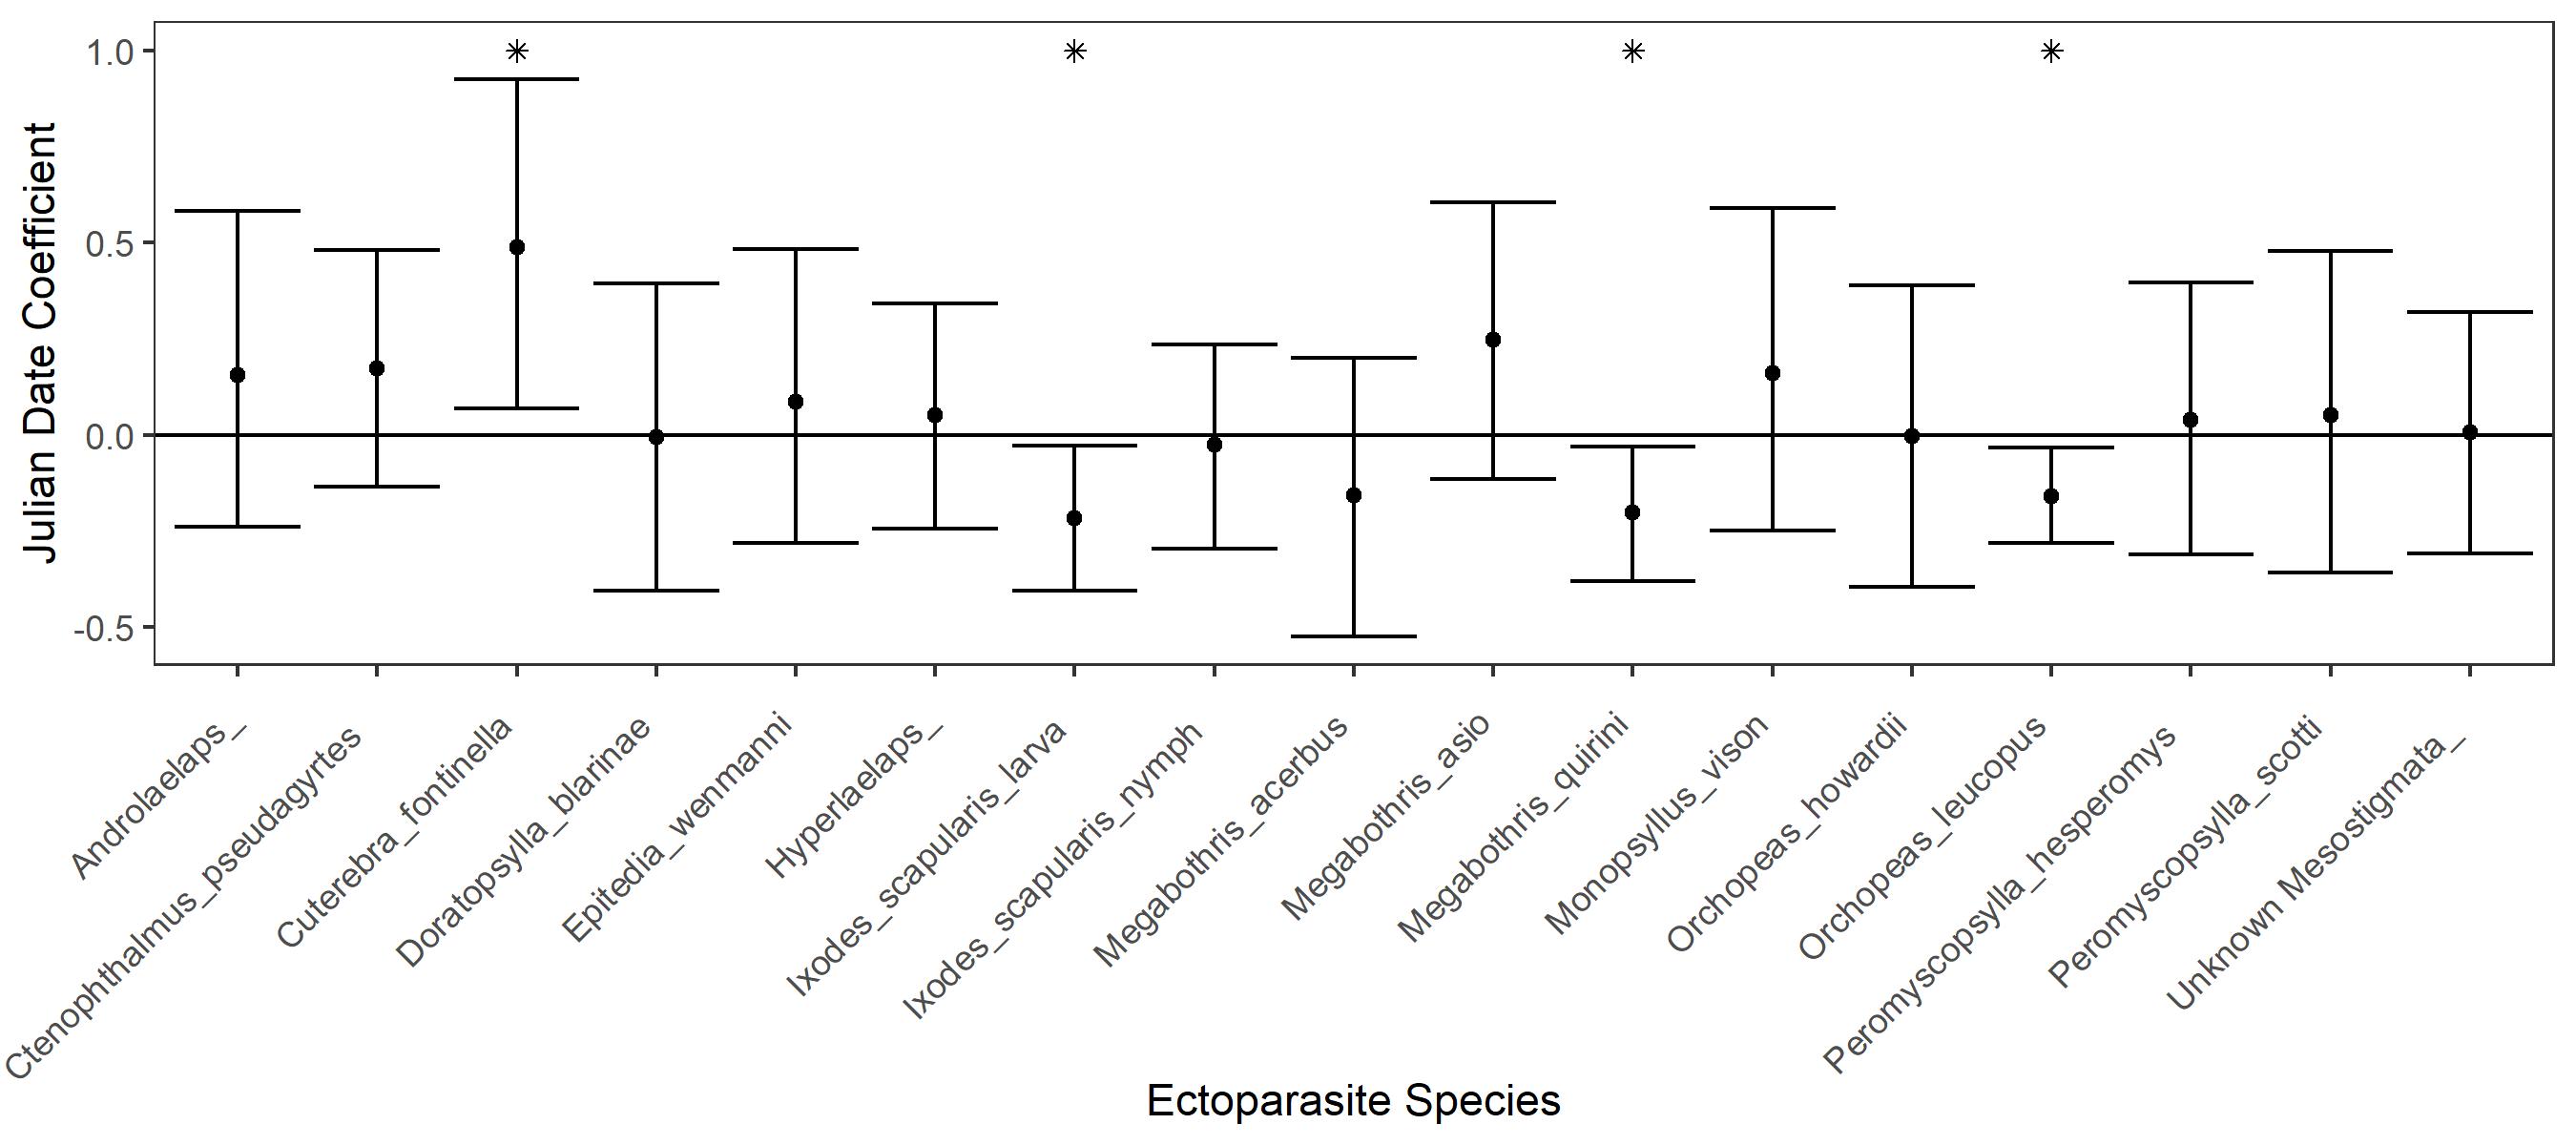 Julian Date Coefficient
1.0
0.5
0.0
-0.5
* * * *
Androlaelaps_
Ctenophthalmus_pseudagyrtes
Cuterebra_fontinella
Doratopsylla_blarinae
Epitedia_wenmanni
Hyperlaelaps_
Ixodes_scapularis_larva
Ixodes_scapularis_nymph
Megabothris_acerbus
Megabothris_asio
Megabothris_quirini
Monopsyllus_vison
Orchopeas_howardii
Orchopeas_leucopus
Peromyscopsylla_hesperomys
Peromyscopsylla_scotti
Unknown Mesostigmata_
Ectoparasite Species